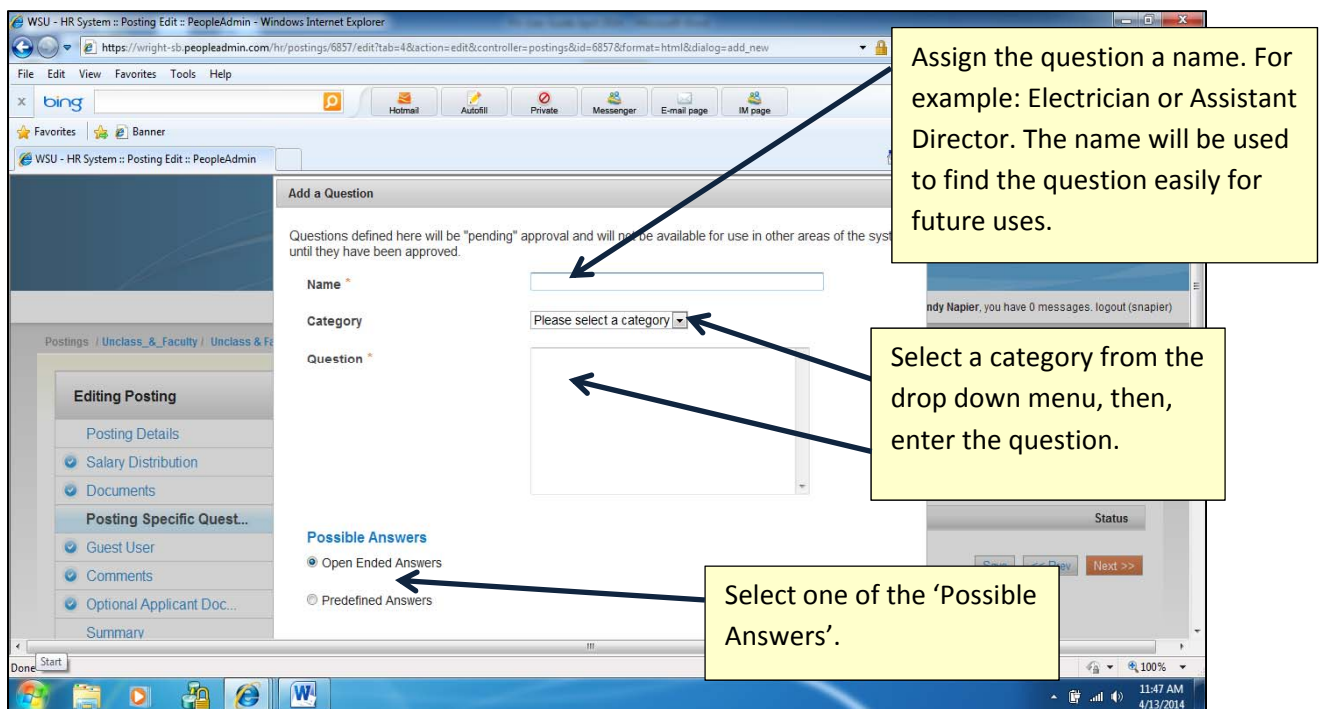 WSU - HR System :: Posting Edit :: PeopleAdmin - Windows Internet Explorer
https://wright-sb.peopleadmin.com/hr/postings/6857/edit?tab=4&action=edit&controller=postings&id=6857&format=html&dialog=add_new
File Edit View Favorites Tools Help
x bing Hotmail Autofill Private Messenger E-mail page IM page
Favorites Banner
WSU - HR System :: Posting Edit :: PeopleAdmin
Assign the question a name. For
example: Electrician or Assistant
Director. The name will be used
to find the question easily for
future uses.
Add a Question
Questions defined here will be "pending" approval and will not be available for use in other areas of the syst
until they have been approved.
Name *
ndy Napier, you have 0 messages. logout (snapier)
Category Please select a category
Postings / Unclass_&_Faculty / Unclass & Fa
Question *
Select a category from the
drop down menu, then,
enter the question.
Editing Posting
Posting Details
Salary Distribution
Documents
Posting Specific Quest...
Guest User
Comments
Optional Applicant Doc...
Summary
Status
Possible Answers
Open Ended Answers
Predefined Answers
Save << Prev Next >>
Select one of the ‘Possible
Answers’.
Done
Start
100%
11:47 AM
4/13/2014